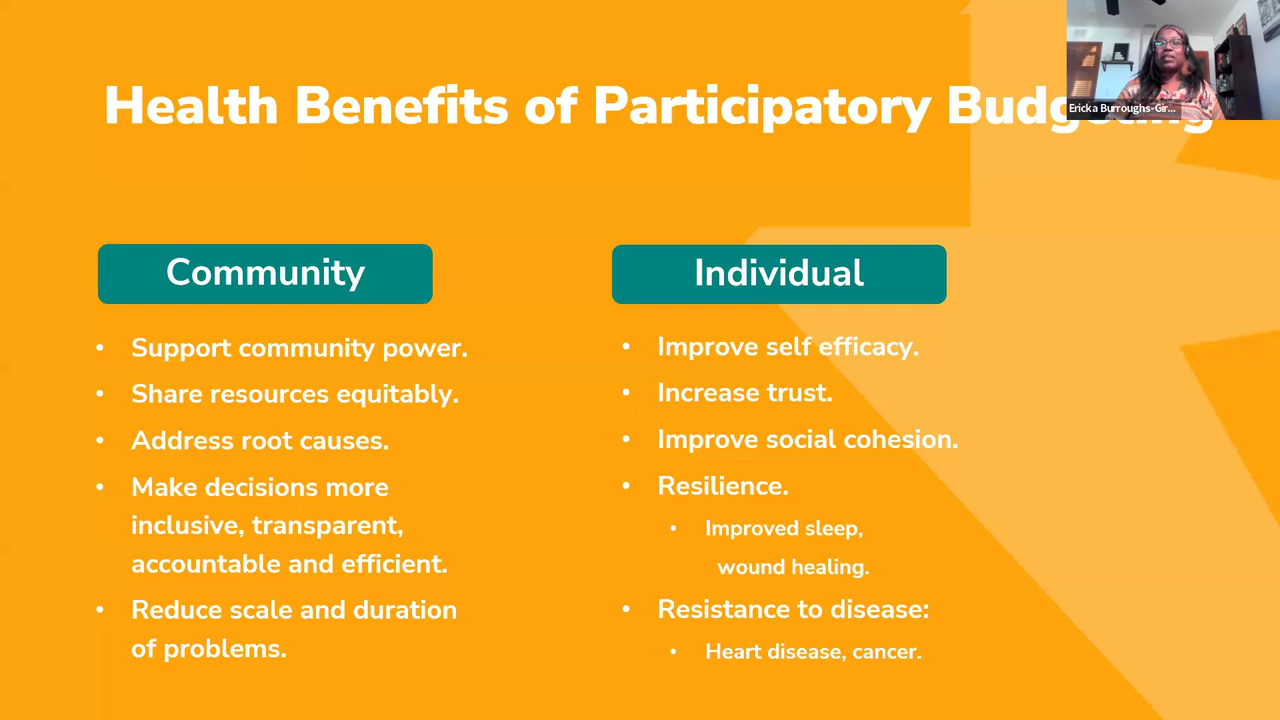 Health Benefits of Participatory
Ericka Burroughs-Gir...
Community
Support community power.
Share resources equitably.
Address root causes.
Make decisions more
inclusive, transparent,
accountable and efficient.
Reduce scale and duration
of problems.
Individual
Improve self efficacy.
Increase trust.
Improve social cohesion.
Resilience.
Improved sleep,
wound healing.
Resistance to disease:
Heart disease, cancer.